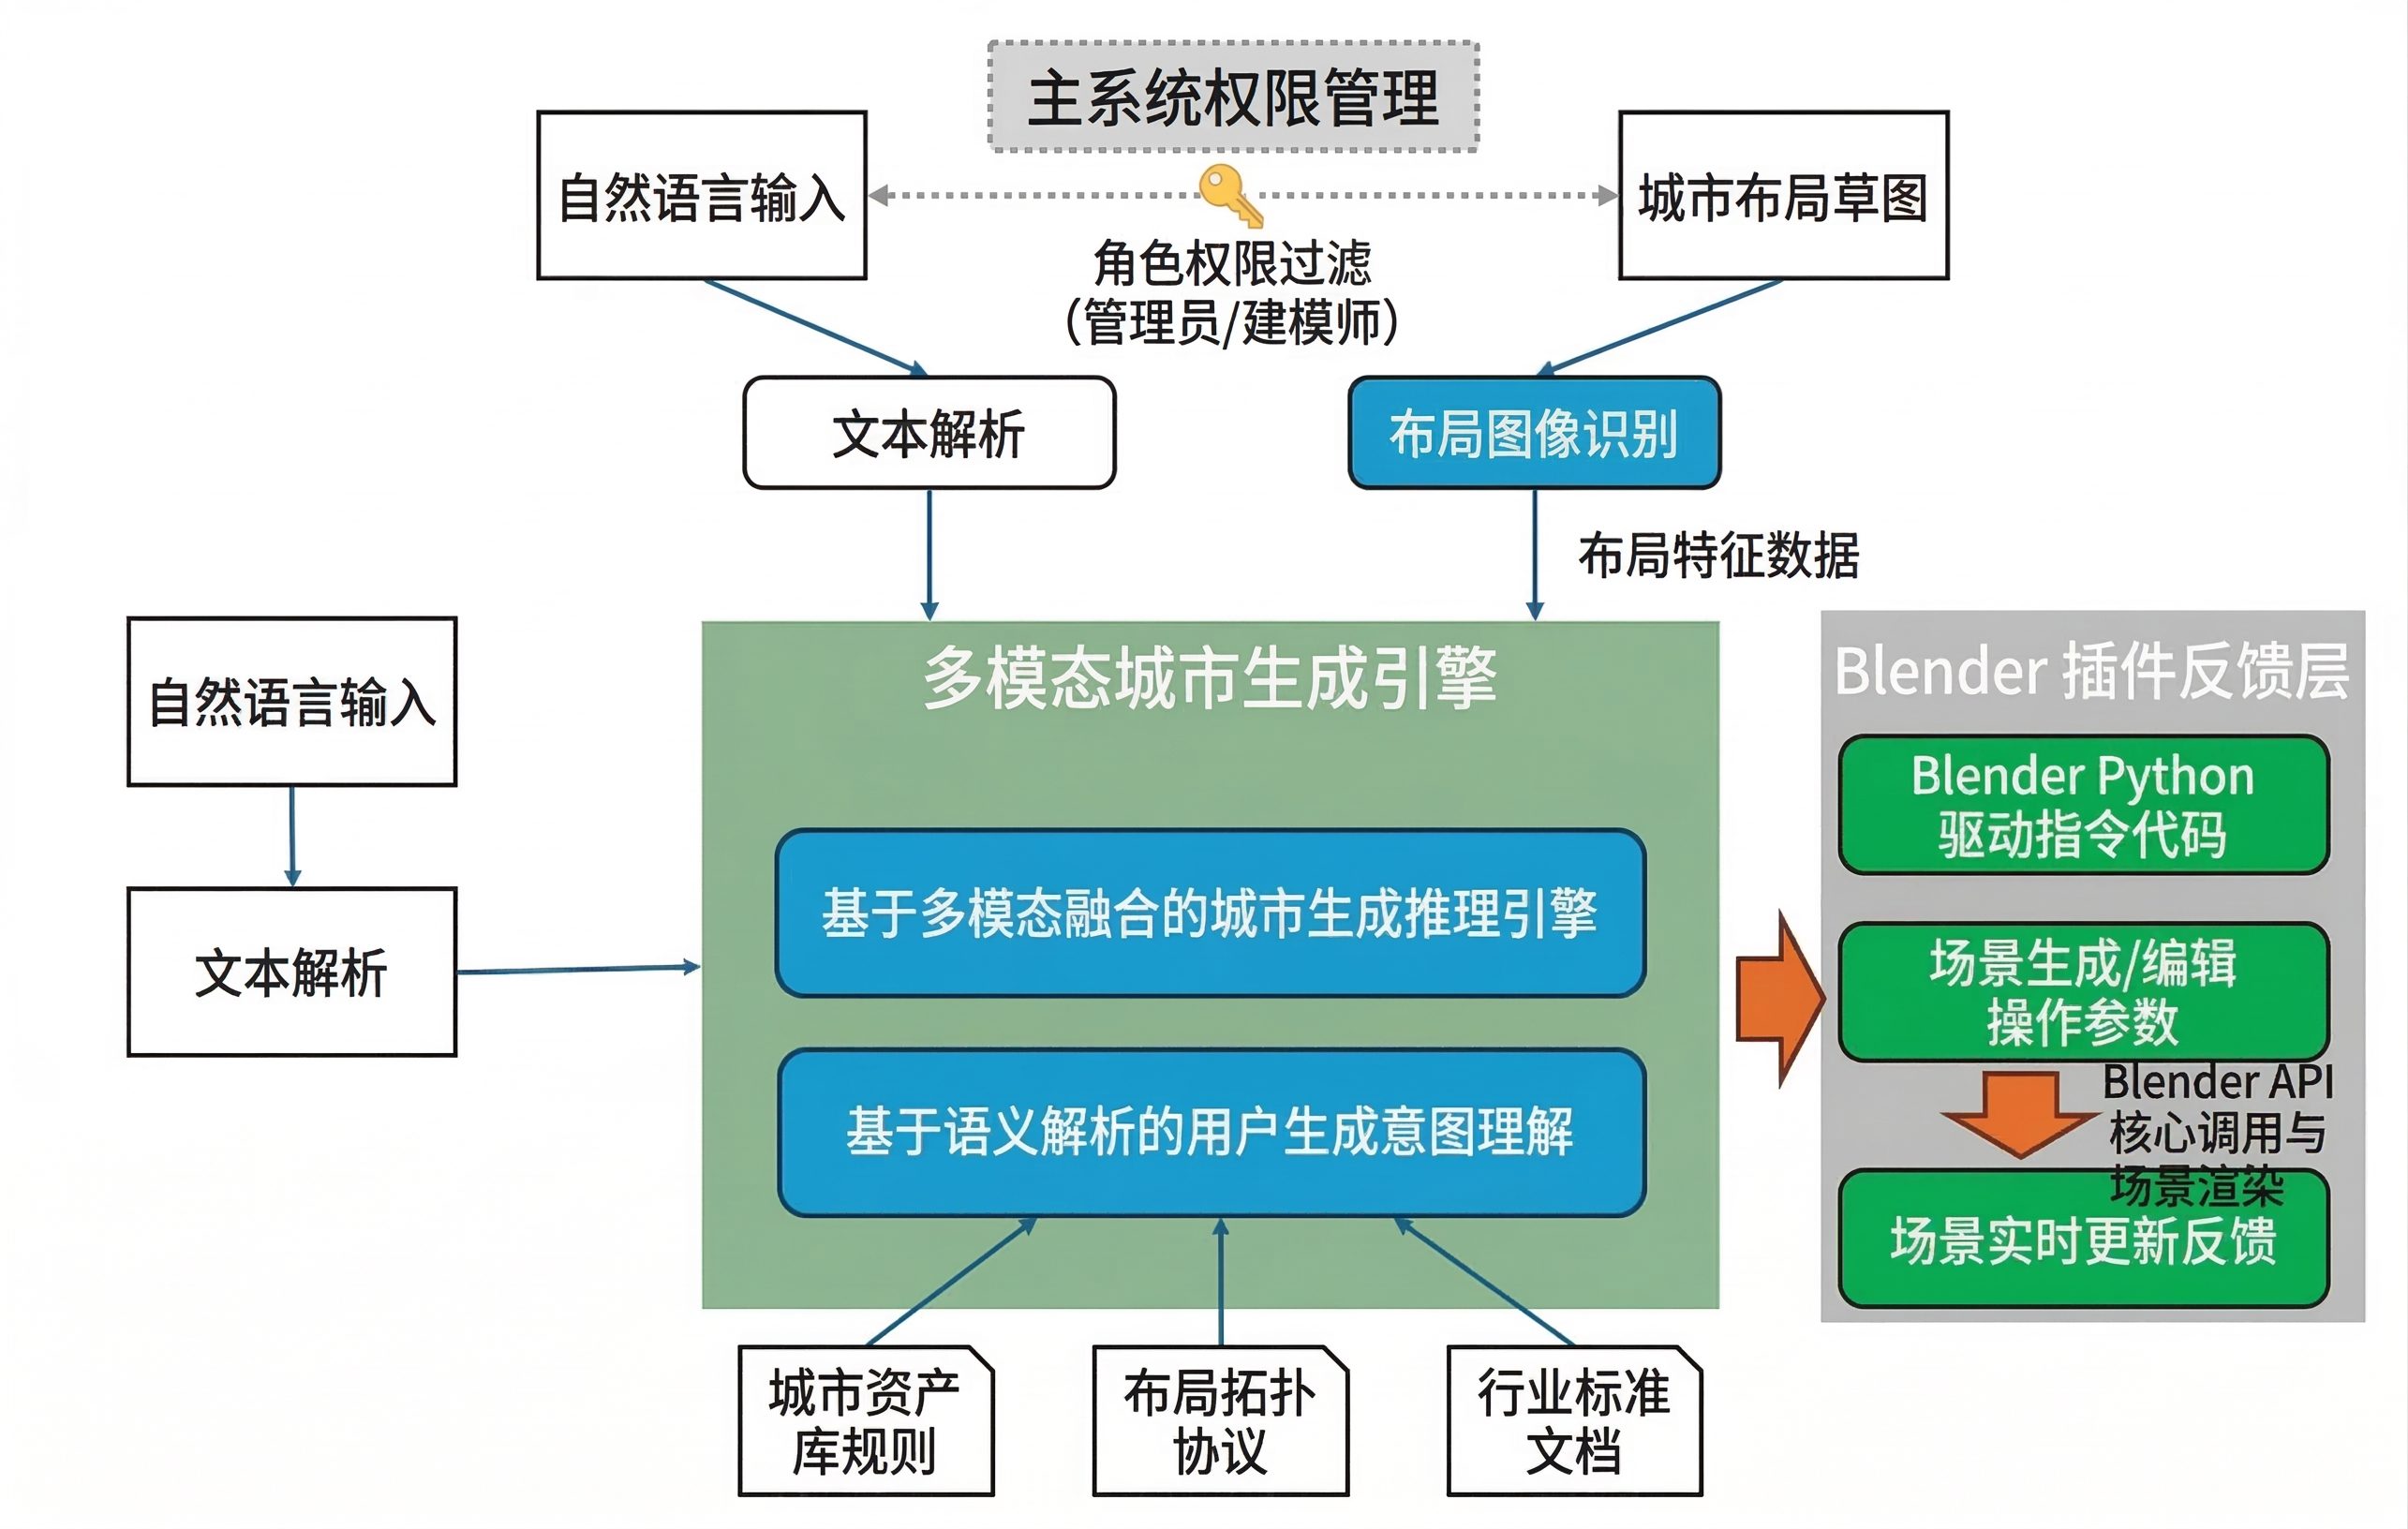 主系统权限管理
自然语言输入
城市布局草图
角色权限过滤
（管理员/建模师）
文本解析
布局图像识别
布局特征数据
自然语言输入
文本解析
多模态城市生成引擎
基于多模态融合的城市生成推理引擎
基于语义解析的用户生成意图理解
Blender 插件反馈层
Blender Python
驱动指令代码
场景生成/编辑
操作参数
Blender API
核心调用与
场景渲染
场景实时更新反馈
城市资产
库规则
布局拓扑
协议
行业标准
文档